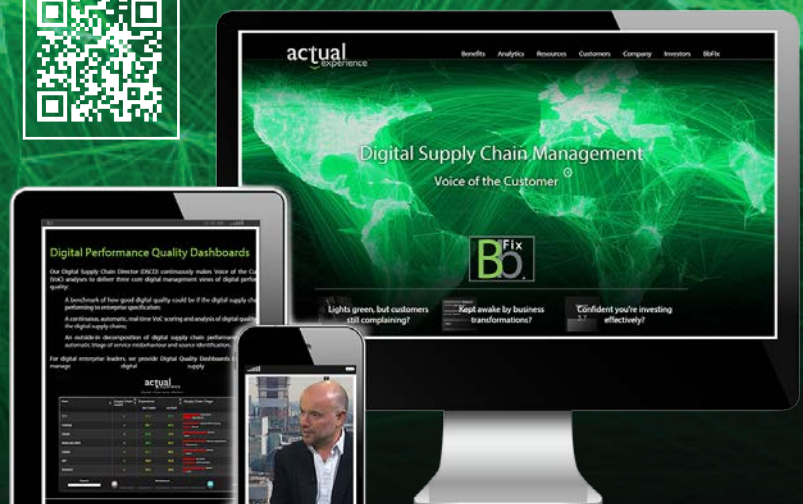 actual
experience
Benefits Analytics Resources Customers Company Investors BbFix
Digital Supply Chain Management
Voice of the Customer
Bb Fix
Lights green, but customers
still complaining?
Kept awake by business
transformations?
Confident you're investing
effectively?
Digital Performance Quality Dashboards
Our Digital Supply Chain Director (DSCD) continuously makes Voice of the Cu
(VoC) analyses to deliver three core digital management views of digital perfor
quality:
A benchmark of how good digital quality could be if the digital supply cha
performing to enterprise specification;
A continuous, automatic, real-time VoC scoring and analysis of digital quality
the digital supply chains;
An outside-in decomposition of digital supply chain performan
automatic triage of service misbehaviour and source identification.
For digital enterprise leaders, we provide Digital Quality Dashboards
manage digital supply
actual
experience